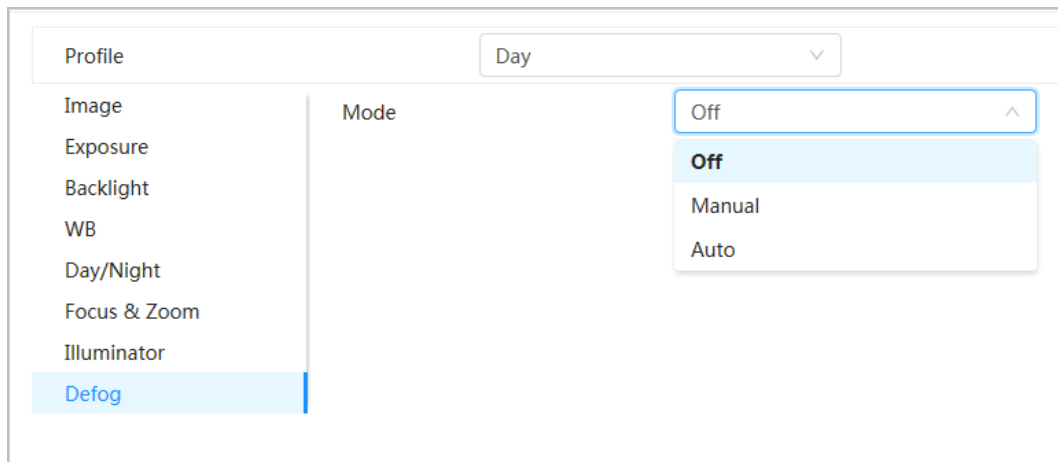 Profile Day
Image
Mode Off
Exposure
Off
Backlight
Manual
WB
Auto
Day/Night
Focus & Zoom
Illuminator
Defog